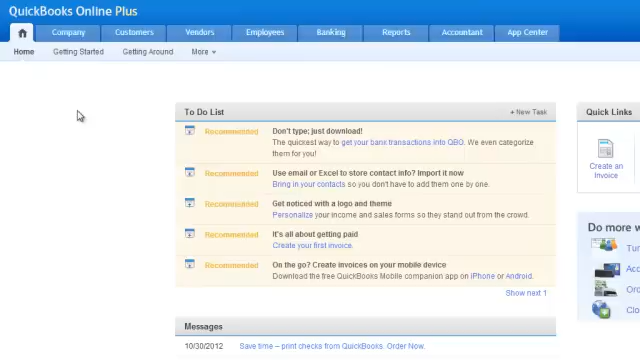 QuickBooks Online Plus
Company Customers Vendors Employees Banking Reports Accountant App Center
Home Getting Started Getting Around More
To Do List + New Task
Recommended Don't type; just download!
The quickest way to get your bank transactions into QBO. We even categorize
them for you!
Recommended Use email or Excel to store contact info? Import it now
Bring in your contacts so you don't have to add them one by one.
Recommended Get noticed with a logo and theme
Personalize your income and sales forms so they stand out from the crowd.
Recommended It's all about getting paid
Create your first invoice.
Recommended On the go? Create invoices on your mobile device
Download the free QuickBooks Mobile companion app on iPhone or Android.
Show next 1
Messages
10/30/2012 Save time – print checks from QuickBooks. Order Now.
Quick Links
Create an
Invoice
Do more w
Tur
Acc
Ord
Clo